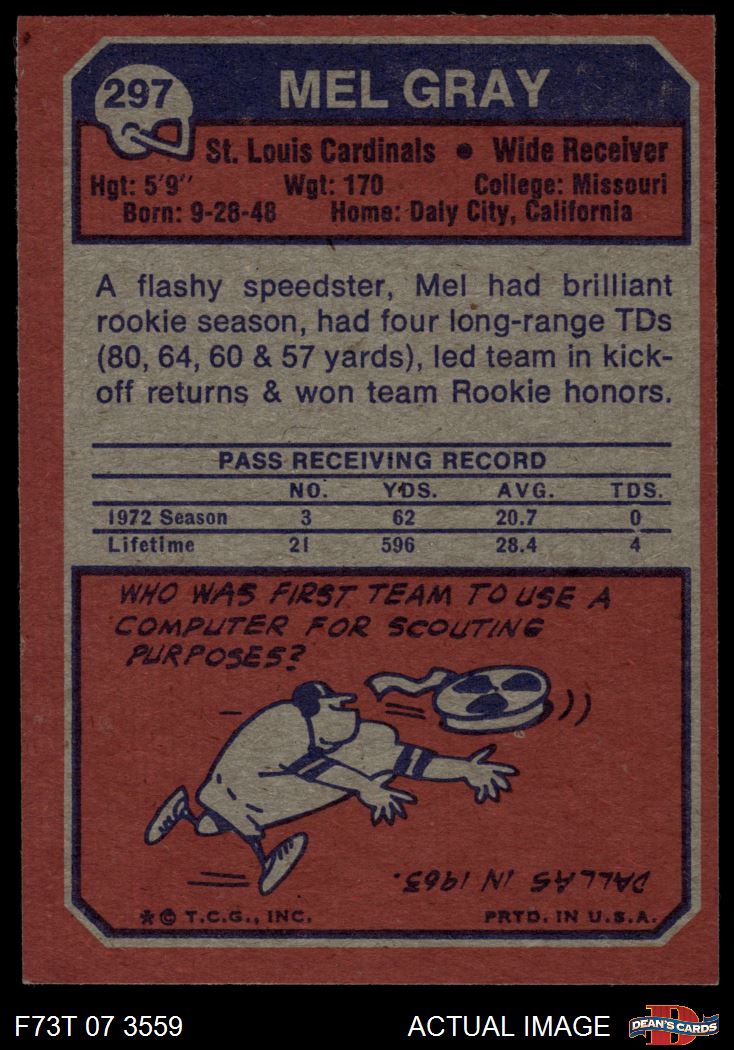 297
MEL GRAY
St. Louis Cardinals • Wide Receiver
Hgt: 5'9" Wgt: 170 College: Missouri
Born: 9-28-48 Home: Daly City, California
A flashy speedster, Mel had brilliant
rookie season, had four long-range TDs
(80, 64, 60 & 57 yards), led team in kick-
off returns & won team Rookie honors.
PASS RECEIVING RECORD
NO. YDS. AVG. TDS.
1972 Season 3 62 20.7 0
Lifetime 21 596 28.4 4
WHO WAS FIRST TEAM TO USE A
COMPUTER FOR SCOUTING
PURPOSES?
DALLAS IN 1963.
* © T.C.G., INC. PRTD. IN U.S.A.
F73T 07 3559 ACTUAL IMAGE D DEAN'S CARDS